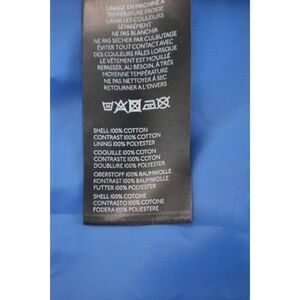 LAVAGE EN MACHINE À
TEMPÉRATURE FROIDE
LAVER LES COULEURS
SÉPARÉMENT
NE PAS BLANCHIR
NE PAS SÉCHER PAR CULBUTAGE
ÉVITER TOUT CONTACT AVEC
DES COULEURS PÂLES LORSQUE
LE VÊTEMENT EST MOUILLÉ
REPASSER, AU BESOIN, À TRÈS
MOYENNE TEMPÉRATURE
NE PAS NETTOYER À SEC
RETOURNER À L'ENVERS
SHELL 100% COTTON
CONTRAST 100% COTTON
LINING 100% POLYESTER
COQUILLE 100% COTON
CONTRASTE 100% COTON
DOUBLURE 100% POLYESTER
OBERSTOFF 100% BAUMWOLLE
KONTRAST 100% BAUMWOLLE
FUTTER 100% POLYESTER
SHELL 100% COTONE
CONTRASTO 100% COTONE
FODERA 100% POLIESTERE